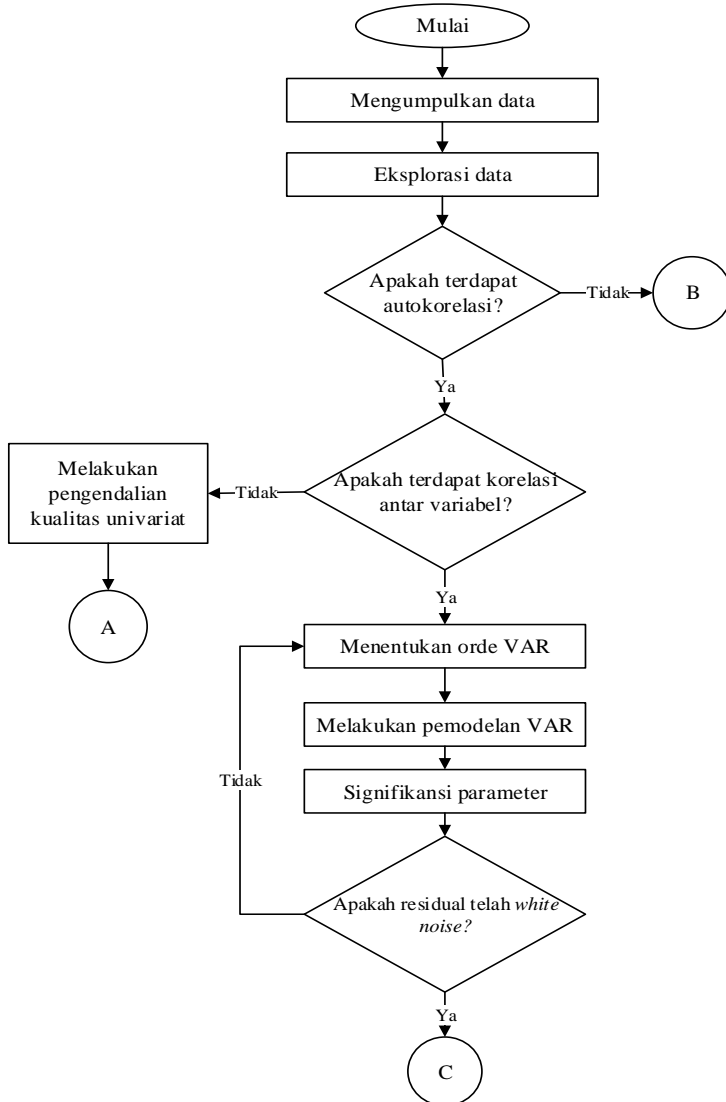 Mulai
Mengumpulkan data
Eksplorasi data
Apakah terdapat
autokorelasi?
Tidak
B
Ya
Melakukan
pengendalian
kualitas univariat
Tidak
Apakah terdapat korelasi
antar variabel?
A
Ya
Menentukan orde VAR
Melakukan pemodelan VAR
Tidak
Signifikansi parameter
Apakah residual telah white
noise?
Ya
C